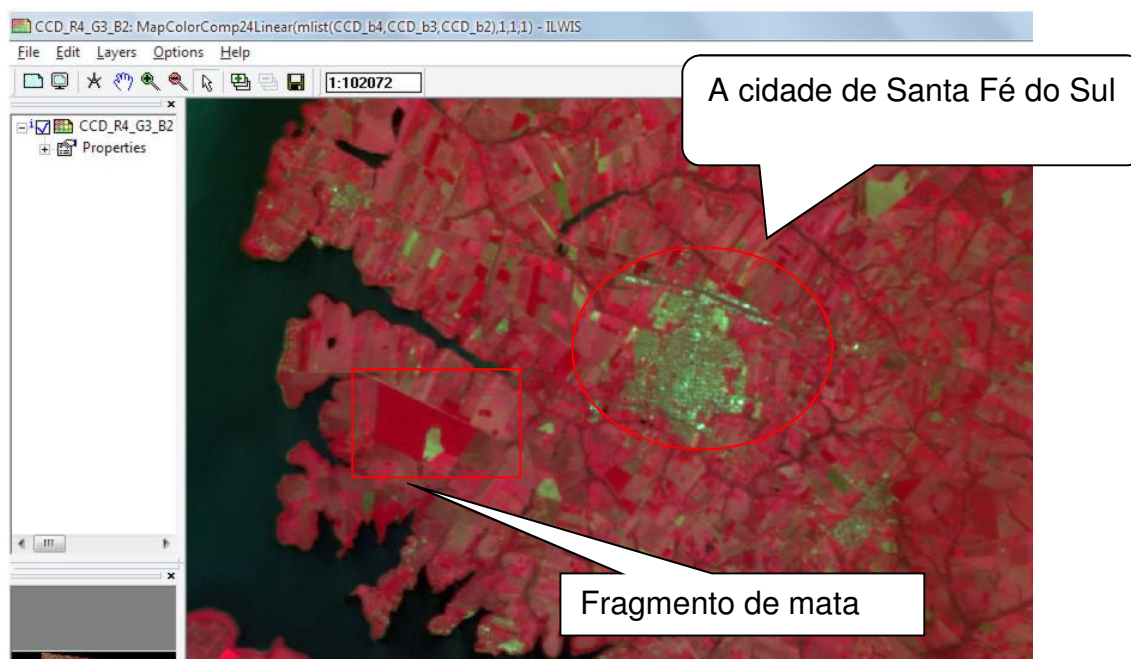 CCD_R4_G3_B2: MapColorComp24Linear(mlist(CCD_b4,CCD_b3,CCD_b2),1,1,1) - ILWIS
File Edit Layers Options Help
1:102072
CCD_R4_G3_B2
Properties
A cidade de Santa Fé do Sul
Fragmento de mata